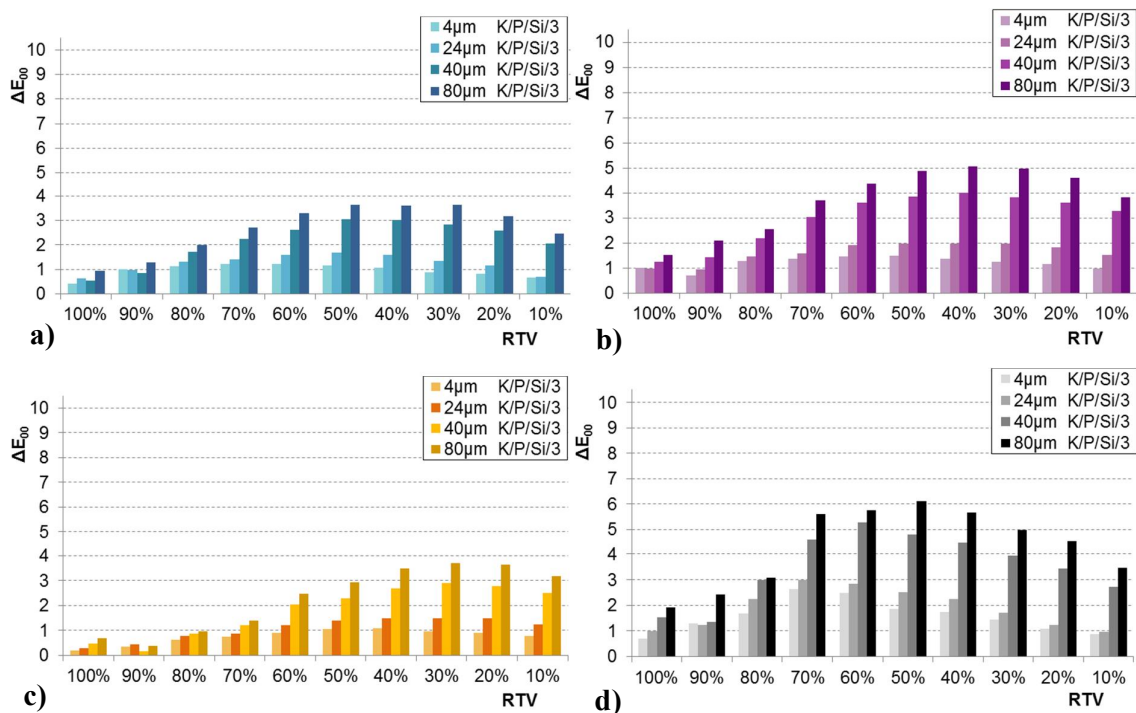 4μm K/P/Si/3
24μm K/P/Si/3
40μm K/P/Si/3
80μm K/P/Si/3
ΔE00
10
9
8
7
6
5
4
3
2
1
0
100% 90% 80% 70% 60% 50% 40% 30% 20% 10%
RTV
a)
4μm K/P/Si/3
24μm K/P/Si/3
40μm K/P/Si/3
80μm K/P/Si/3
ΔE00
10
9
8
7
6
5
4
3
2
1
0
100% 90% 80% 70% 60% 50% 40% 30% 20% 10%
RTV
b)
4μm K/P/Si/3
24μm K/P/Si/3
40μm K/P/Si/3
80μm K/P/Si/3
ΔE00
10
9
8
7
6
5
4
3
2
1
0
100% 90% 80% 70% 60% 50% 40% 30% 20% 10%
RTV
c)
4μm K/P/Si/3
24μm K/P/Si/3
40μm K/P/Si/3
80μm K/P/Si/3
ΔE00
10
9
8
7
6
5
4
3
2
1
0
100% 90% 80% 70% 60% 50% 40% 30% 20% 10%
RTV
d)